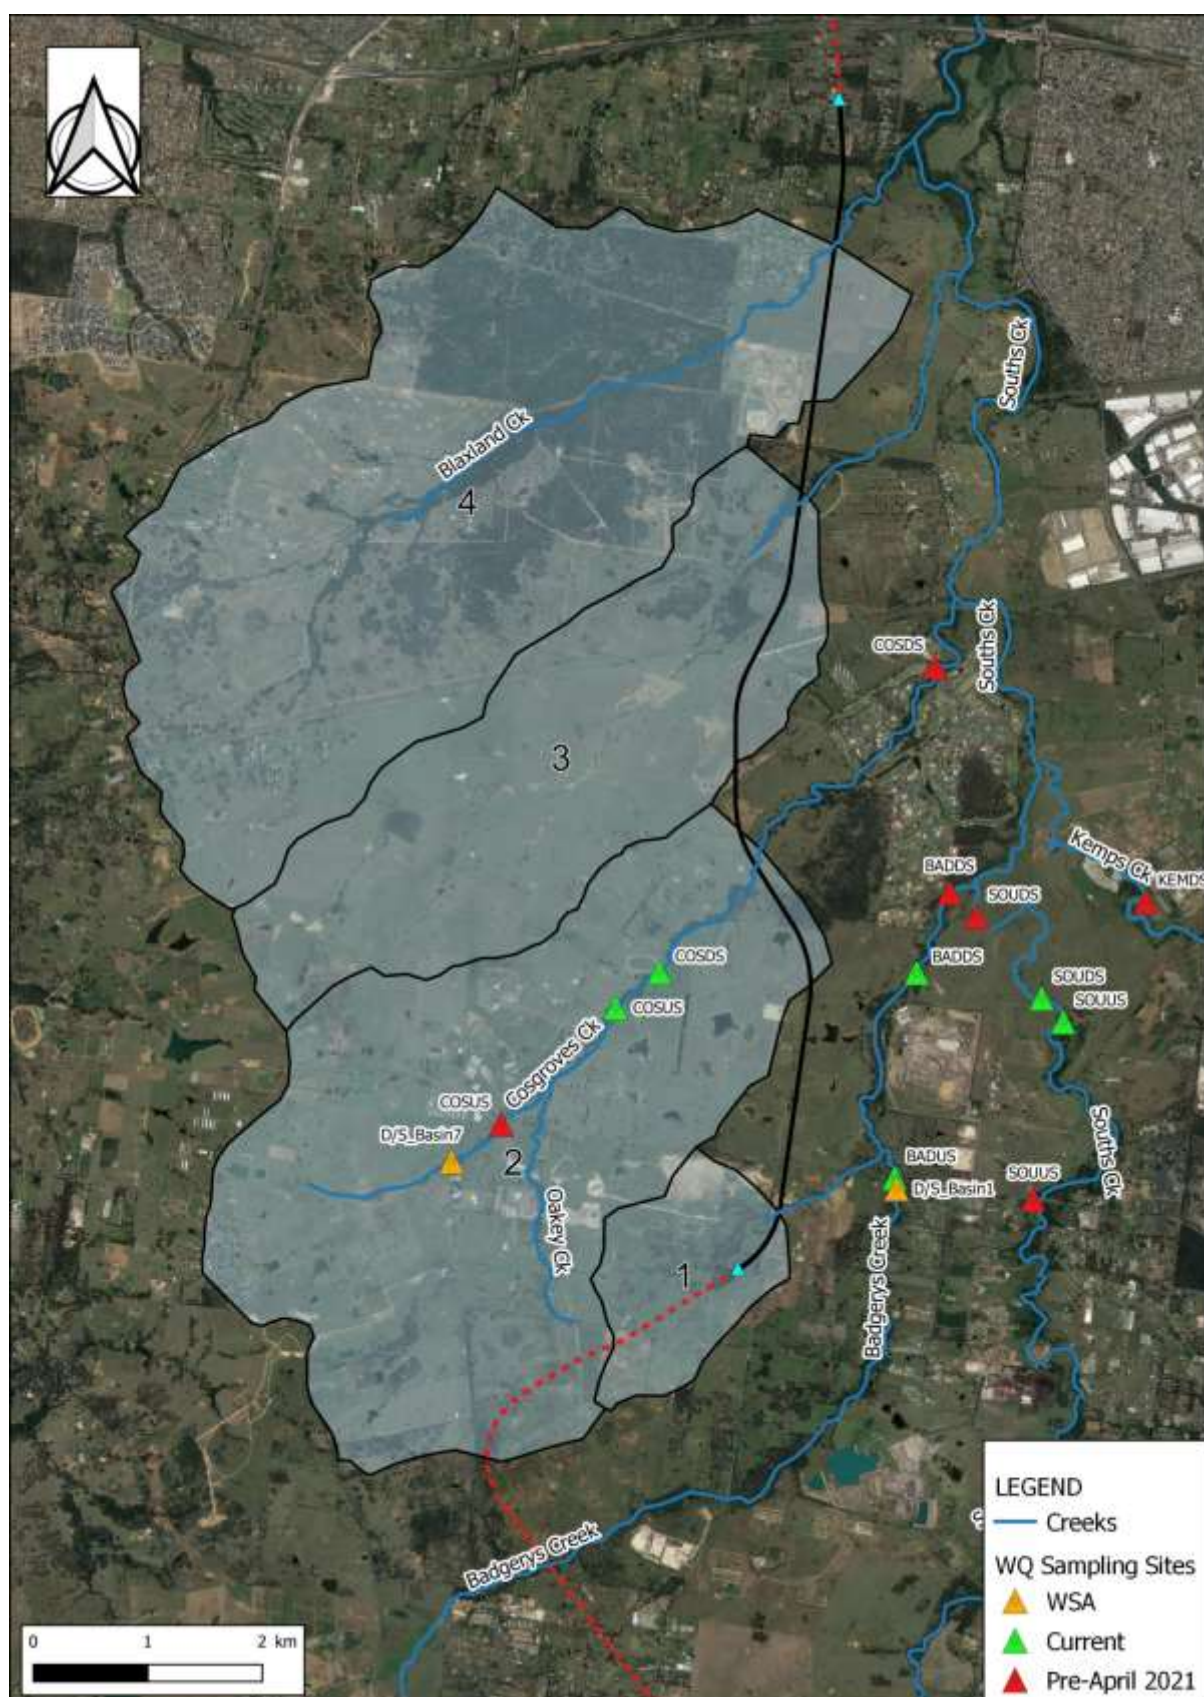 Souths Ck
Blaxland Ck
4
COSDS
Souths Ck
3
Kemps Ck
BADDS
KEMDS
SOUDS
COSDS
BADDS
SOUDS
COSUS
SOUUS
Cosgroves Ck
COSUS
D/S_Basin7
2
BADUS
SOUUS
Souths Ck
D/S_Basin1
Oakey Ck
1
Badgerys Creek
Badgerys Creek
LEGEND
Creeks
WQ Sampling Sites
WSA
Current
Pre-April 2021
0 1 2 km